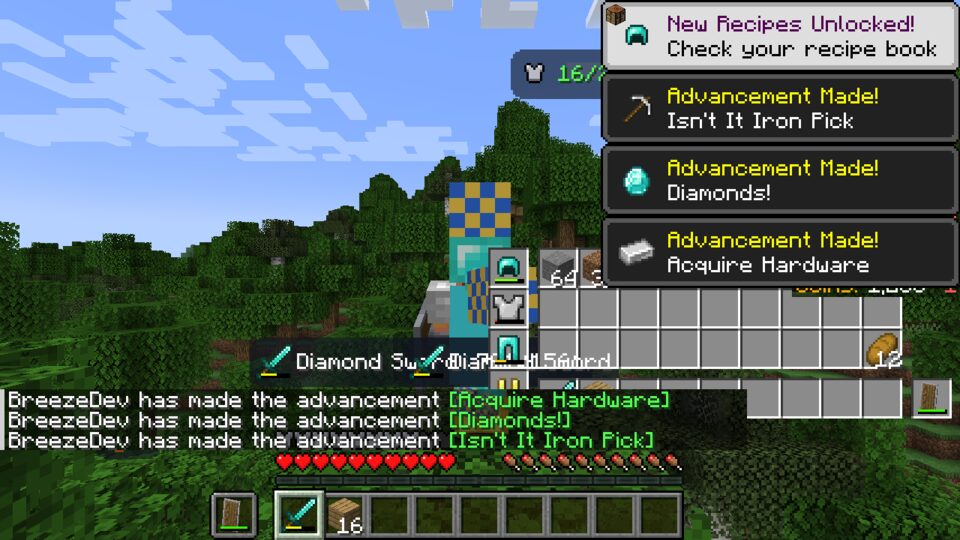 New Recipes Unlocked!
Check your recipe book
16/
Advancement Made!
Isn't It Iron Pick
Advancement Made!
Diamonds!
Advancement Made!
Acquire Hardware
64
12
Diamond
BreezeDev has made the advancement [Acquire Hardware]
BreezeDev has made the advancement [Diamonds!]
BreezeDev has made the advancement [Isn't It Iron Pick]
16